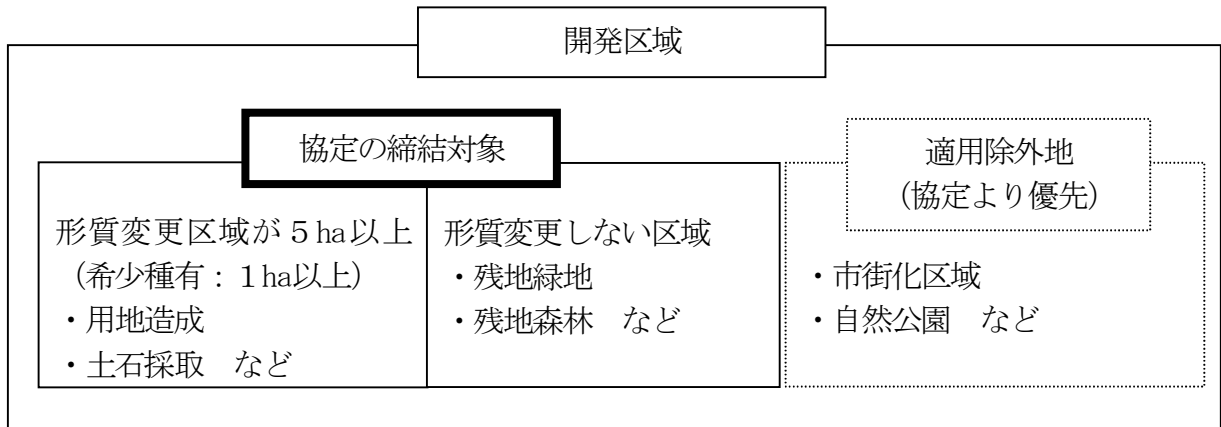 開発区域
協定の締結対象
形質変更区域が５ha以上
（希少種有：１ha以上）
・用地造成
・土石採取　など
形質変更しない区域
・残地緑地
・残地森林　など
適用除外地
（協定より優先）
・市街化区域
・自然公園　など